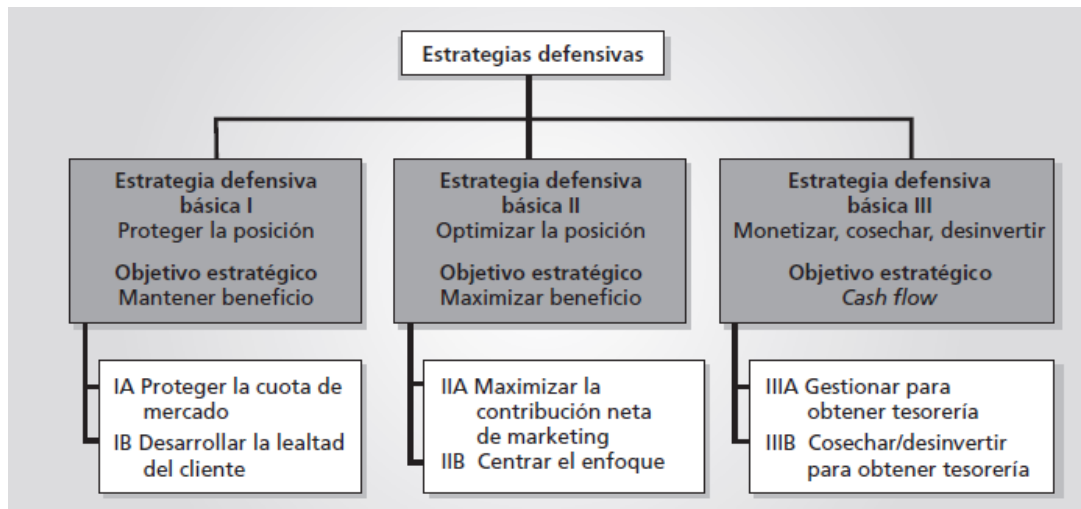 Estrategias defensivas
Estrategia defensiva
básica I
Proteger la posición
Objetivo estratégico
Mantener beneficio
IA Proteger la cuota de
mercado
IB Desarrollar la lealtad
del cliente
Estrategia defensiva
básica II
Optimizar la posición
Objetivo estratégico
Maximizar beneficio
IIA Maximizar la
contribución neta
de marketing
IIB Centrar el enfoque
Estrategia defensiva
básica III
Monetizar, cosechar, desinvertir
Objetivo estratégico
Cash flow
IIIA Gestionar para
obtener tesorería
IIIB Cosechar/desinvertir
para obtener tesorería